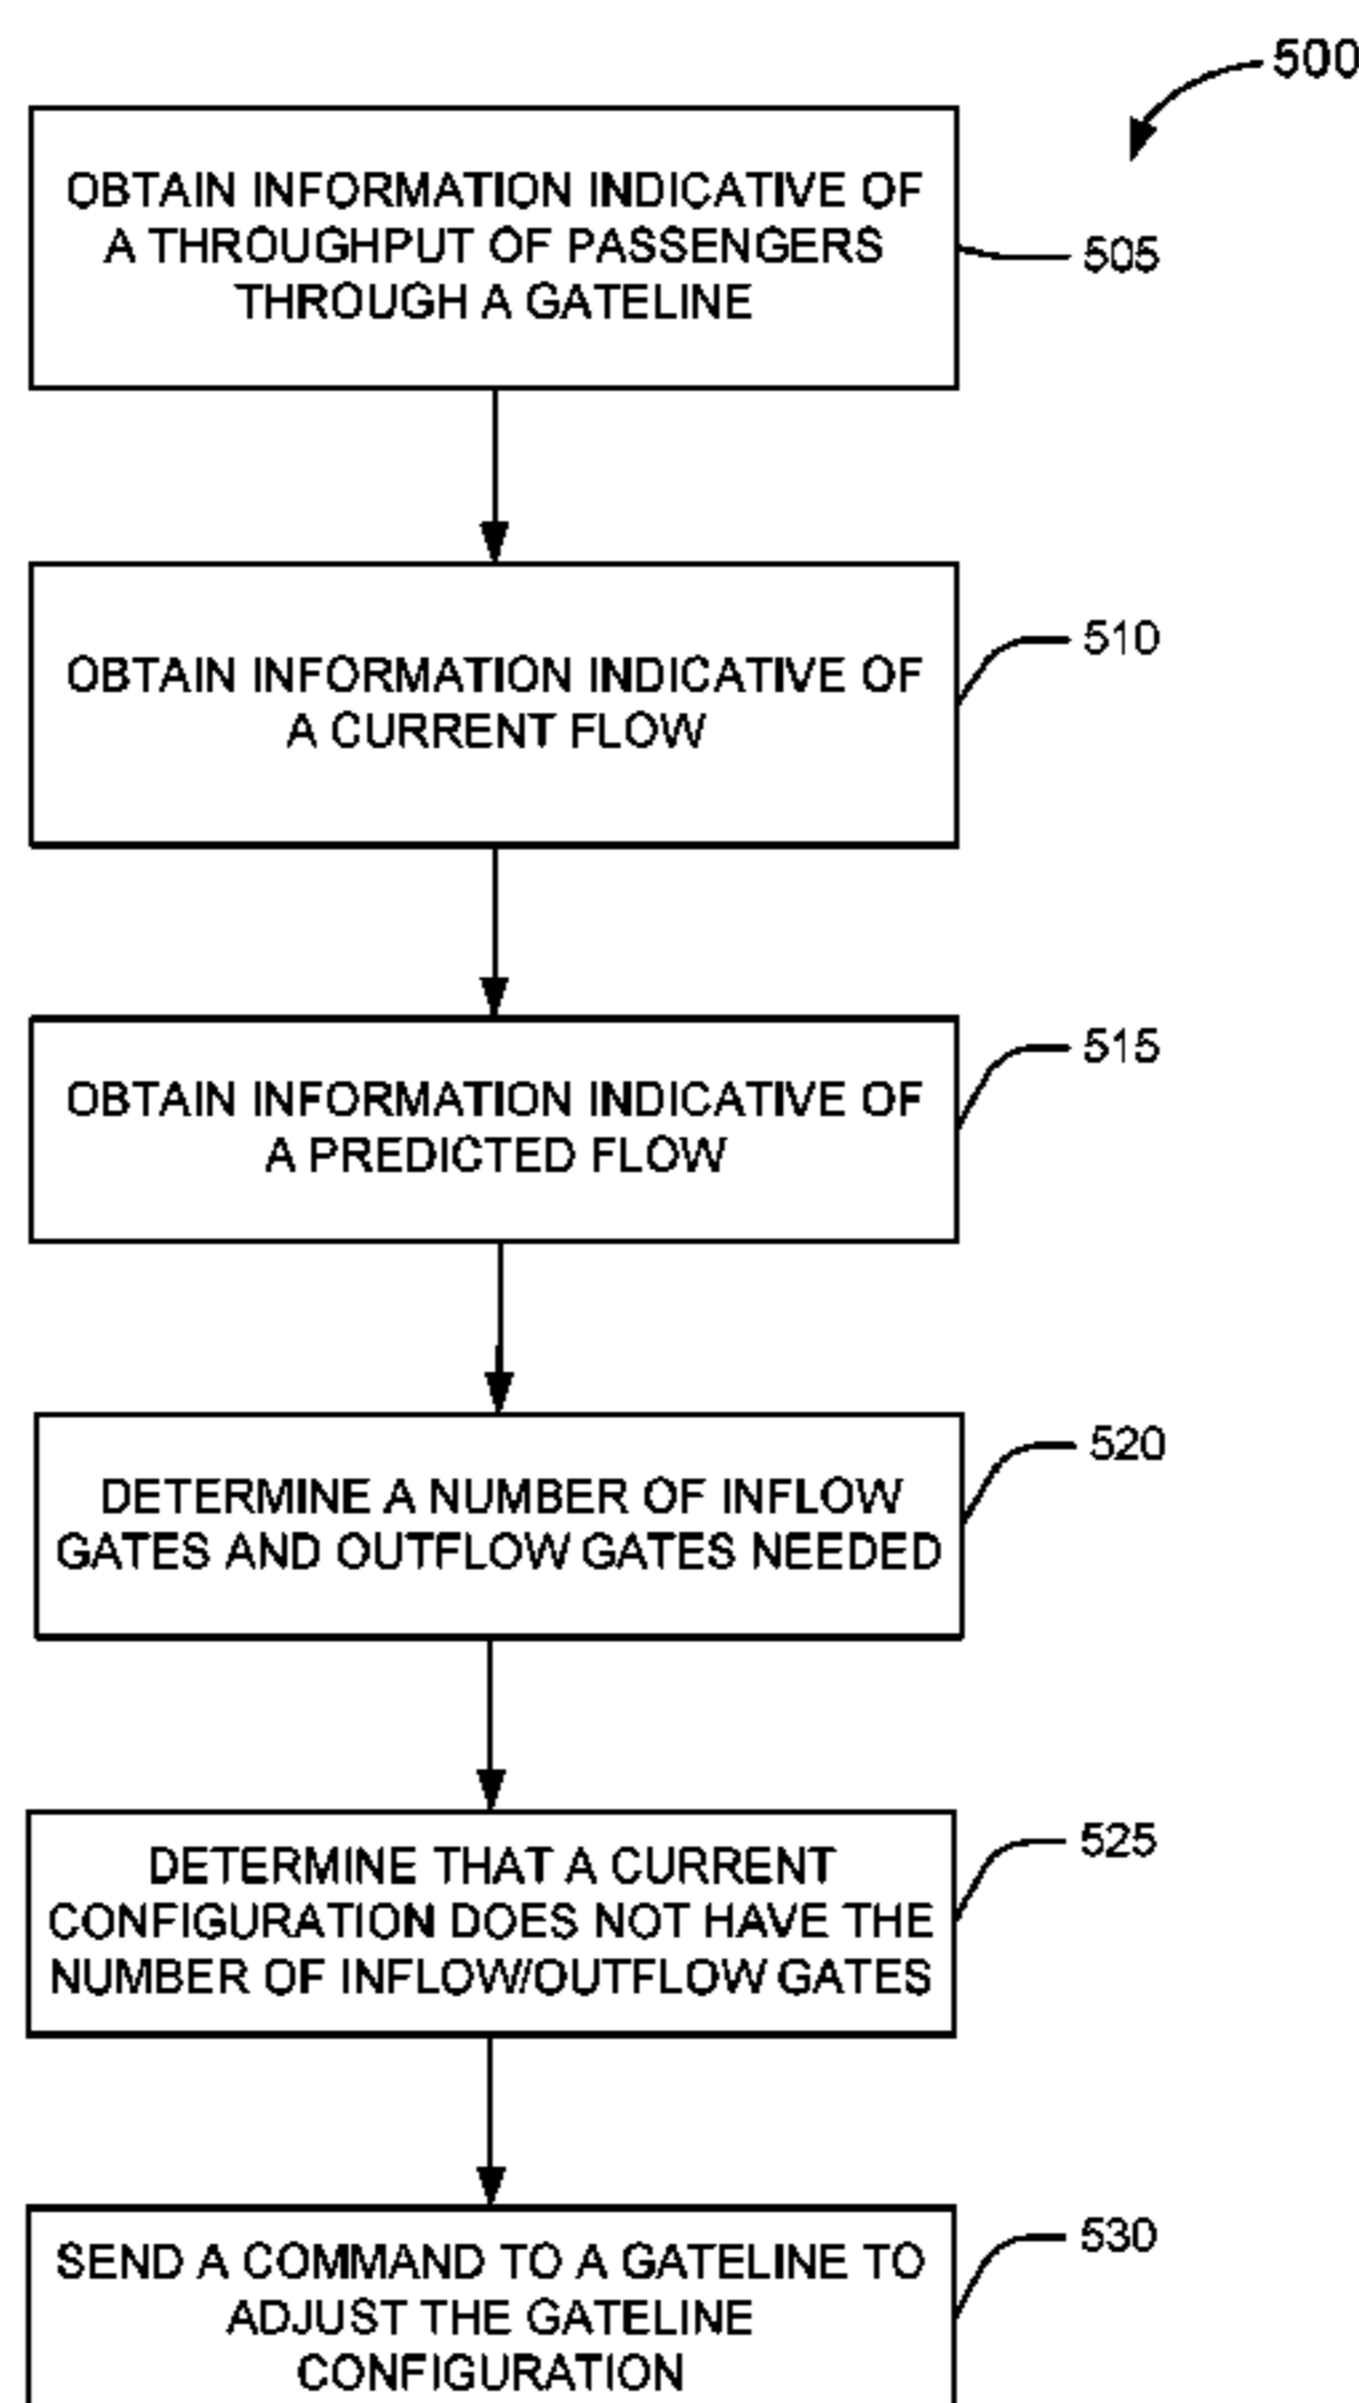 500
OBTAIN INFORMATION INDICATIVE OF
A THROUGHPUT OF PASSENGERS
THROUGH A GATELINE
505
OBTAIN INFORMATION INDICATIVE OF
A CURRENT FLOW
510
OBTAIN INFORMATION INDICATIVE OF
A PREDICTED FLOW
515
DETERMINE A NUMBER OF INFLOW
GATES AND OUTFLOW GATES NEEDED
520
DETERMINE THAT A CURRENT
CONFIGURATION DOES NOT HAVE THE
NUMBER OF INFLOW/OUTFLOW GATES
525
SEND A COMMAND TO A GATELINE TO
ADJUST THE GATELINE
CONFIGURATION
530